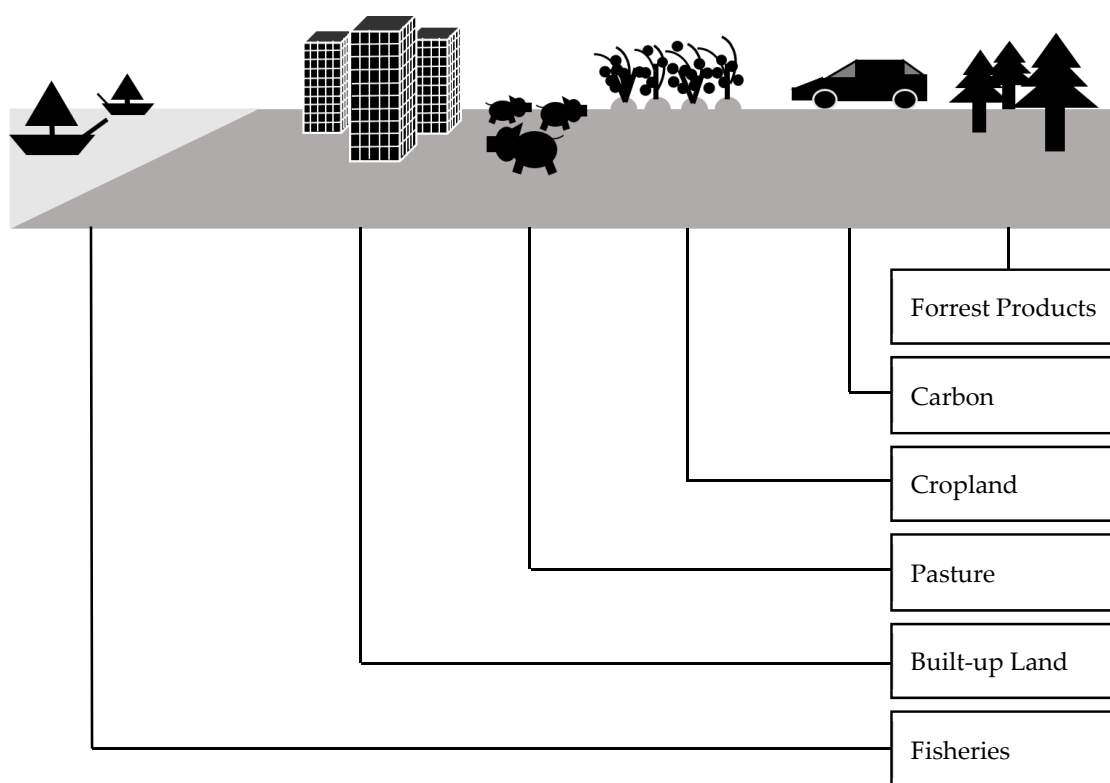 Forrest Products
Carbon
Cropland
Pasture
Built-up Land
Fisheries